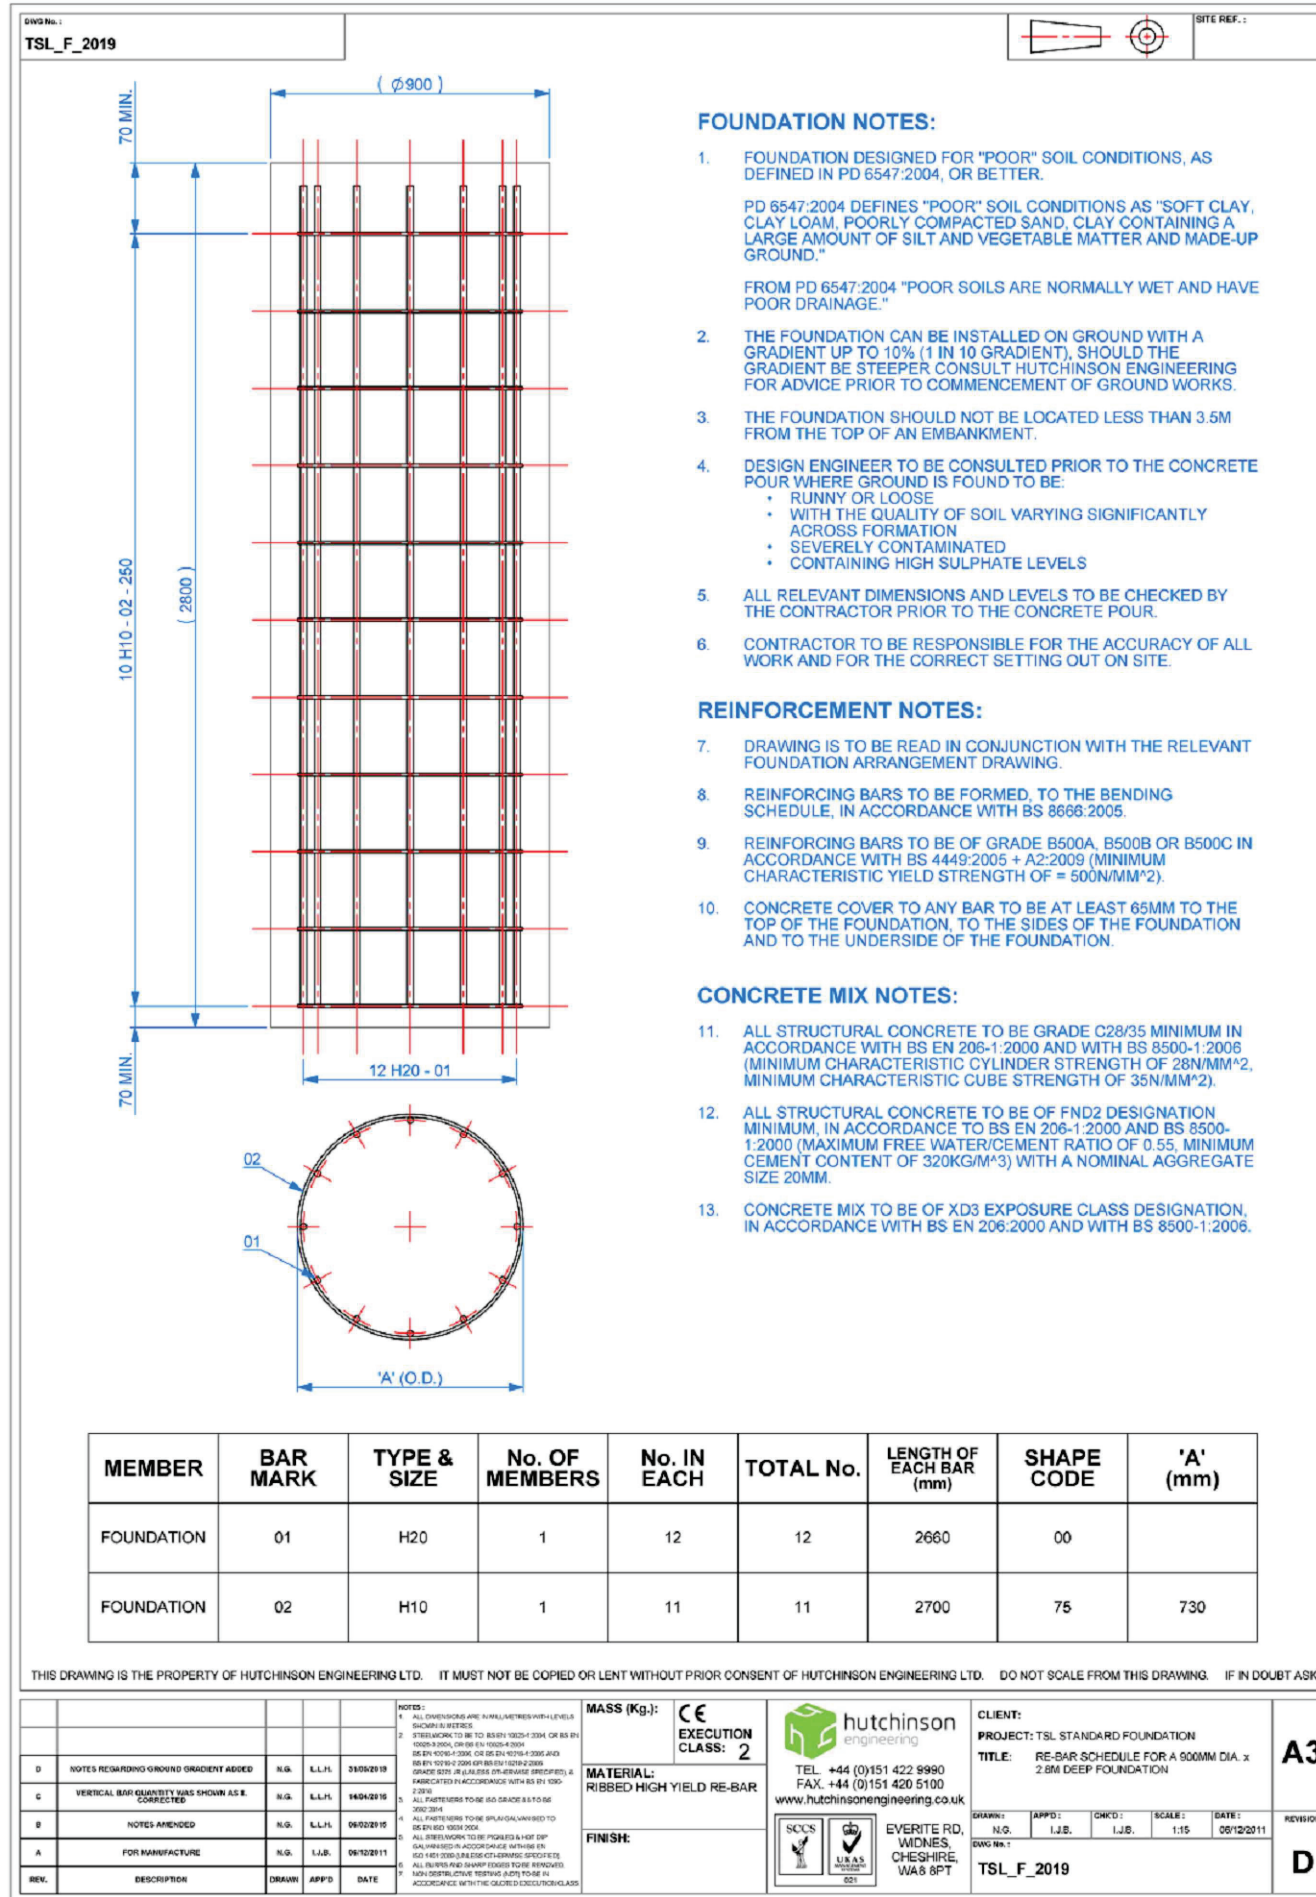 DWG No. :
TSL_F_2019
SITE REF. :
( Ø900 )
70 MIN.
10 H10 - 02 - 250
( 2800 )
70 MIN.
12 H20 - 01
02
01
'A' (O.D.)
FOUNDATION NOTES:
1. FOUNDATION DESIGNED FOR "POOR" SOIL CONDITIONS, AS
DEFINED IN PD 6547:2004, OR BETTER.
PD 6547:2004 DEFINES "POOR" SOIL CONDITIONS AS "SOFT CLAY,
CLAY LOAM, POORLY COMPACTED SAND, CLAY CONTAINING A
LARGE AMOUNT OF SILT AND VEGETABLE MATTER AND MADE-UP
GROUND."
FROM PD 6547:2004 "POOR SOILS ARE NORMALLY WET AND HAVE
POOR DRAINAGE."
2. THE FOUNDATION CAN BE INSTALLED ON GROUND WITH A
GRADIENT UP TO 10% (1 IN 10 GRADIENT), SHOULD THE
GRADIENT BE STEEPER CONSULT HUTCHINSON ENGINEERING
FOR ADVICE PRIOR TO COMMENCEMENT OF GROUND WORKS.
3. THE FOUNDATION SHOULD NOT BE LOCATED LESS THAN 3.5M
FROM THE TOP OF AN EMBANKMENT.
4. DESIGN ENGINEER TO BE CONSULTED PRIOR TO THE CONCRETE
POUR WHERE GROUND IS FOUND TO BE:
• RUNNY OR LOOSE
• WITH THE QUALITY OF SOIL VARYING SIGNIFICANTLY
ACROSS FORMATION
• SEVERELY CONTAMINATED
• CONTAINING HIGH SULPHATE LEVELS
5. ALL RELEVANT DIMENSIONS AND LEVELS TO BE CHECKED BY
THE CONTRACTOR PRIOR TO THE CONCRETE POUR.
6. CONTRACTOR TO BE RESPONSIBLE FOR THE ACCURACY OF ALL
WORK AND FOR THE CORRECT SETTING OUT ON SITE.
REINFORCEMENT NOTES:
7. DRAWING IS TO BE READ IN CONJUNCTION WITH THE RELEVANT
FOUNDATION ARRANGEMENT DRAWING.
8. REINFORCING BARS TO BE FORMED, TO THE BENDING
SCHEDULE, IN ACCORDANCE WITH BS 8666:2005.
9. REINFORCING BARS TO BE OF GRADE B500A, B500B OR B500C IN
ACCORDANCE WITH BS 4449:2005 + A2:2009 (MINIMUM
CHARACTERISTIC YIELD STRENGTH OF = 500N/MM^2).
10. CONCRETE COVER TO ANY BAR TO BE AT LEAST 65MM TO THE
TOP OF THE FOUNDATION, TO THE SIDES OF THE FOUNDATION
AND TO THE UNDERSIDE OF THE FOUNDATION.
CONCRETE MIX NOTES:
11. ALL STRUCTURAL CONCRETE TO BE GRADE C28/35 MINIMUM IN
ACCORDANCE WITH BS EN 206-1:2000 AND WITH BS 8500-1:2006
(MINIMUM CHARACTERISTIC CYLINDER STRENGTH OF 28N/MM^2,
MINIMUM CHARACTERISTIC CUBE STRENGTH OF 35N/MM^2).
12. ALL STRUCTURAL CONCRETE TO BE OF FND2 DESIGNATION
MINIMUM, IN ACCORDANCE TO BS EN 206-1:2000 AND BS 8500-
1:2000 (MAXIMUM FREE WATER/CEMENT RATIO OF 0.55, MINIMUM
CEMENT CONTENT OF 320KG/M^3) WITH A NOMINAL AGGREGATE
SIZE 20MM.
13. CONCRETE MIX TO BE OF XD3 EXPOSURE CLASS DESIGNATION,
IN ACCORDANCE WITH BS EN 206:2000 AND WITH BS 8500-1:2006.
MEMBER BAR MARK TYPE & SIZE No. OF MEMBERS No. IN EACH TOTAL No. LENGTH OF EACH BAR (mm) SHAPE CODE 'A' (mm)
FOUNDATION 01 H20 1 12 12 2660 00
FOUNDATION 02 H10 1 11 11 2700 75 730
THIS DRAWING IS THE PROPERTY OF HUTCHINSON ENGINEERING LTD. IT MUST NOT BE COPIED OR LENT WITHOUT PRIOR CONSENT OF HUTCHINSON ENGINEERING LTD. DO NOT SCALE FROM THIS DRAWING. IF IN DOUBT ASK
D NOTES REGARDING GROUND GRADIENT ADDED N.G. L.L.H.
C VERTICAL BAR QUANTITY WAS SHOWN AS 8.
CORRECTED N.G. L.L.H.
B NOTES AMENDED N.G. L.L.H.
A FOR MANUFACTURE N.G. I.J.B. 06/12/2011
REV. DESCRIPTION DRAWN APP'D DATE
NOTES :
1. ALL DIMENSIONS ARE IN MILLIMETRES WITH LEVELS
SHOWN IN METRES
MASS (Kg.):
CE
EXECUTION
CLASS: 2
MATERIAL:
RIBBED HIGH YIELD RE-BAR
FINISH:
hutchinson
engineering
TEL. +44 (0)151 422 9990
FAX. +44 (0)151 420 5100
www.hutchinsonengineering.co.uk
SCCS
UKAS
MANAGEMENT
SYSTEMS
021
EVERITE RD,
WIDNES,
CHESHIRE,
WA8 8PT
CLIENT:
PROJECT: TSL STANDARD FOUNDATION
TITLE: RE-BAR SCHEDULE FOR A 900MM DIA. x
2.8M DEEP FOUNDATION
DRAWN : N.G. APP'D : I.J.B. CHK'D : I.J.B. SCALE : 1:15 DATE : 06/12/2011
DWG No. :
TSL_F_2019
A3
REVISION
D